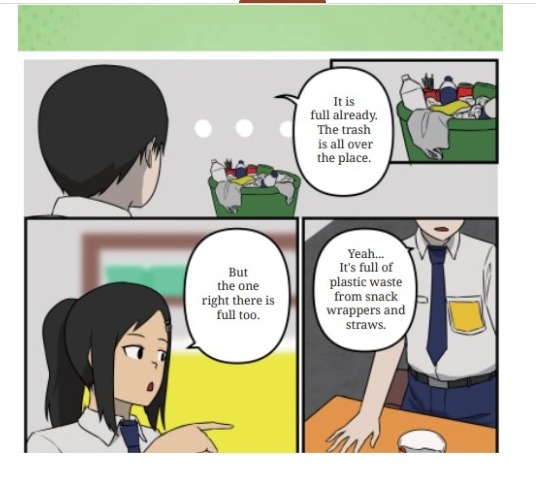 It is
full already.
The trash
is all over
the place.
But
the one
right there is
full too.
Yeah...
It's full of
plastic waste
from snack
wrappers and
straws.